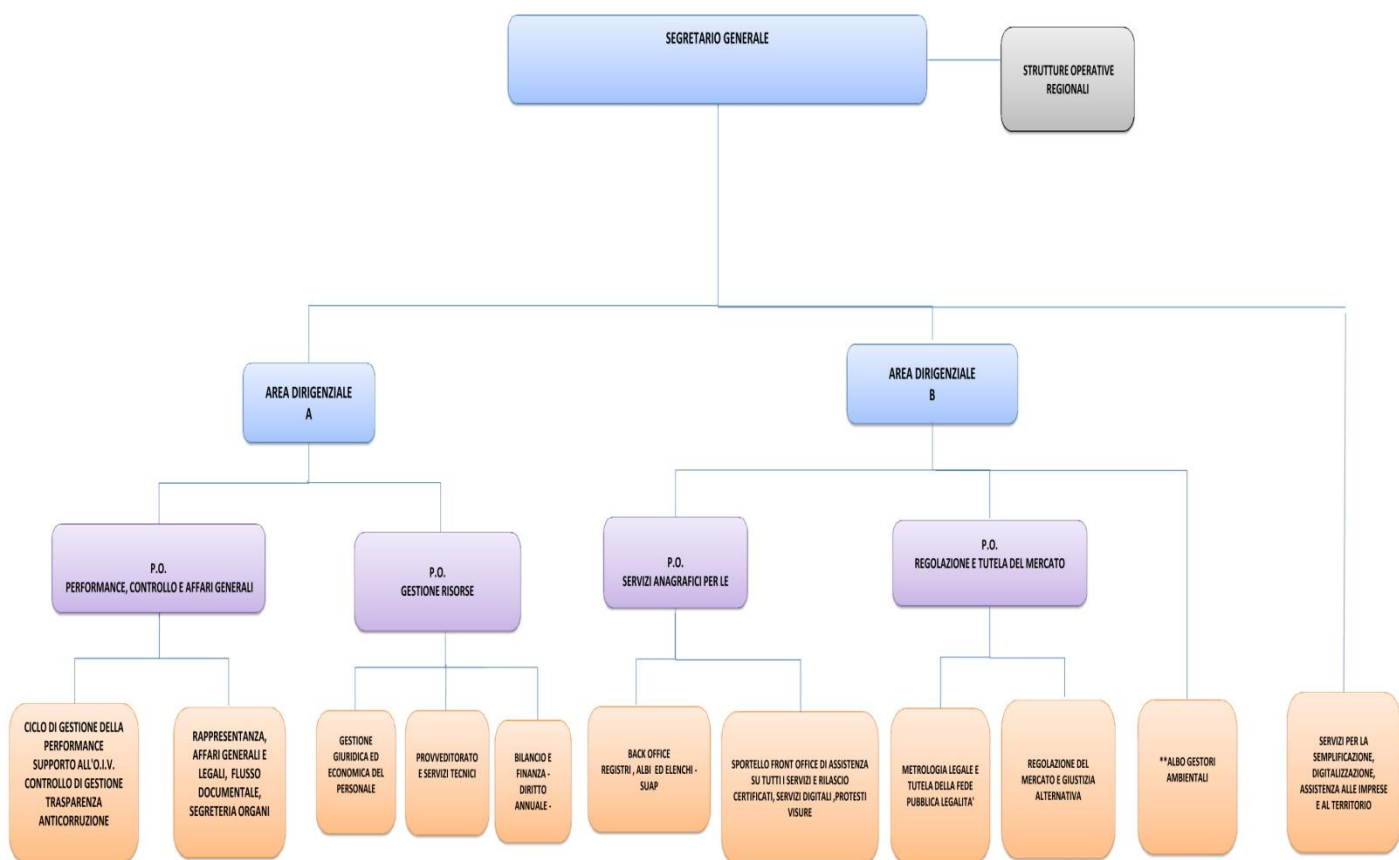 SEGRETARIO GENERALE
STRUTTURE OPERATIVE
REGIONALI
AREA DIRIGENZIALE
A
AREA DIRIGENZIALE
B
P.O.
PERFORMANCE, CONTROLLO E AFFARI GENERALI
P.O.
GESTIONE RISORSE
P.O.
SERVIZI ANAGRAFICI PER LE
P.O.
REGOLAZIONE E TUTELA DEL MERCATO
CICLO DI GESTIONE DELLA
PERFORMANCE
SUPPORTO ALL'O.I.V.
CONTROLLO DI GESTIONE
TRASPARENZA
ANTICORRUZIONE
RAPPRESENTANZA,
AFFARI GENERALI E
LEGALI, FLUSSO
DOCUMENTALE,
SEGRETERIA ORGANI
GESTIONE
GIURIDICA ED
ECONOMICA DEL
PERSONALE
PROVVEDITORATO
E SERVIZI TECNICI
BILANCIO E
FINANZA -
DIRITTO
ANNUALE -
BACK OFFICE
REGISTRI , ALBI ED ELENCHI -
SUAP
SPORTELLO FRONT OFFICE DI ASSISTENZA
SU TUTTI I SERVIZI E RILASCIO
CERTIFICATI, SERVIZI DIGITALI ,PROTESTI
VISURE
METROLOGIA LEGALE E
TUTELA DELLA FEDE
PUBBLICA LEGALITA'
REGOLAZIONE DEL
MERCATO E GIUSTIZIA
ALTERNATIVA
**ALBO GESTORI
AMBIENTALI
SERVIZI PER LA
SEMPLIFICAZIONE,
DIGITALIZZAZIONE,
ASSISTENZA ALLE IMPRESE
E AL TERRITORIO